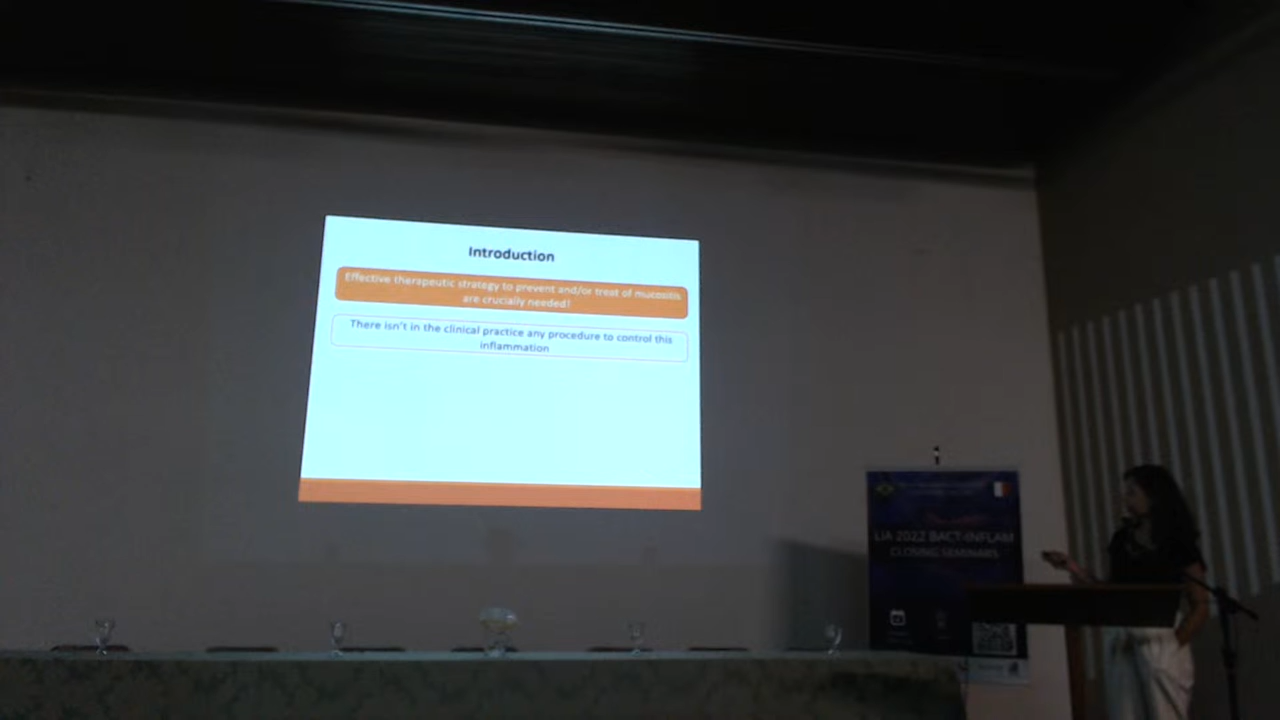 Introduction
Effective therapeutic strategy to prevent and/or treat of mucositis
are crucially needed!
There isn't in the clinical practice any procedure to control this
inflammation
LIA 2022 BACT-INFLAM
CLOSING SEMINARS